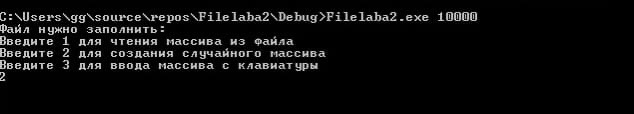 C:\Users\gg\source\repos\Filelaba2\Debug>Filelaba2.exe 10000
Файл нужно заполнить:
Введите 1 для чтения массива из файла
Введите 2 для создания случайного массива
Введите 3 для ввода массива с клавиатуры
2